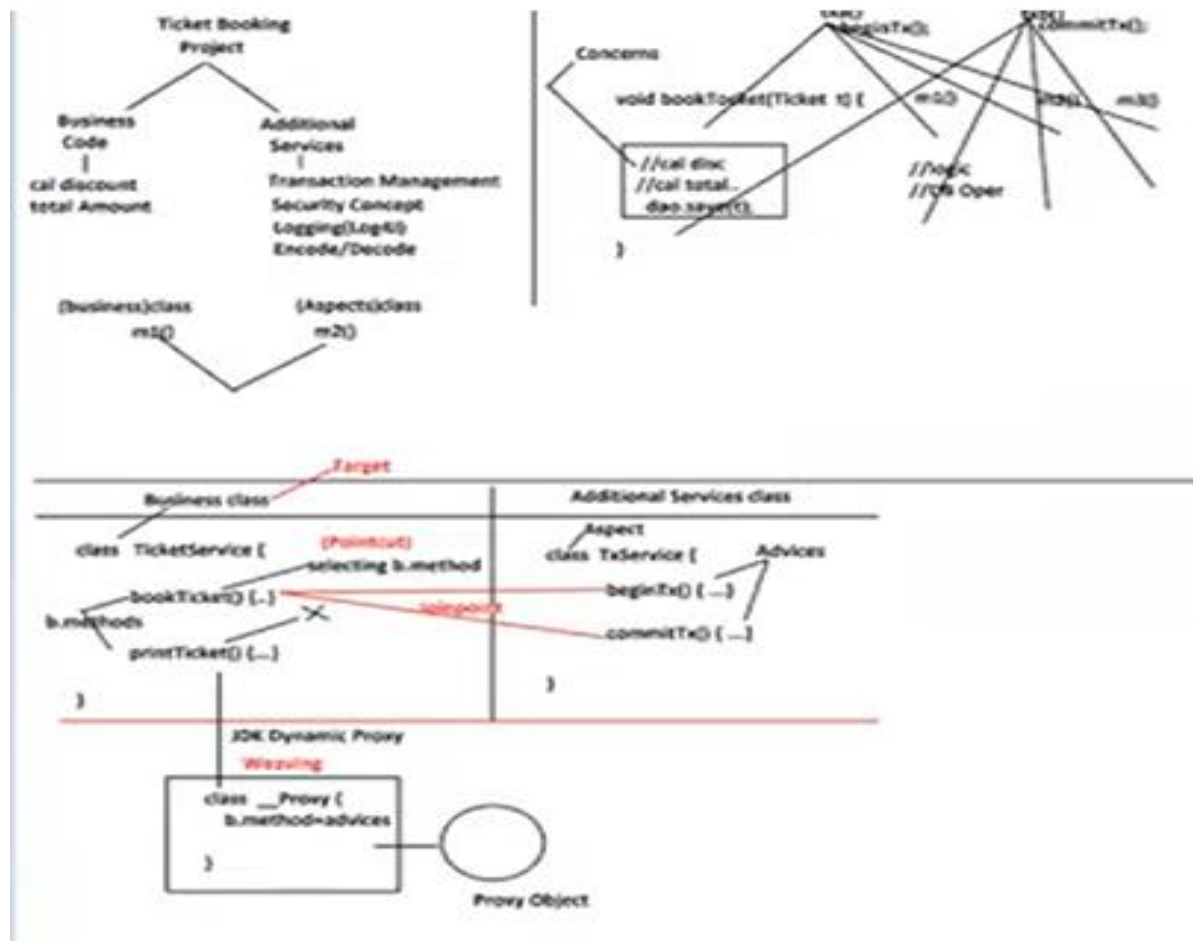 Ticket Booking
Project
Business
Code
cal discount
total Amount
Additional
Services
Transaction Management
Security Concept
Logging(Log4J)
Encode/Decode
(business)class
m1()
(Aspects)class
m2()
Concerns
beginTx();
commitTx();
void bookTocket(Ticket t) {
m1()
m3()
//cal disc
//cal total..
dao.save(t);
}
//logic
Target
Business class
Additional Services class
class TicketService {
(Pointcut)
selecting b.method
bookTicket() {..}
b.methods
printTicket() {...}
}
Joinpoint
Aspect
class TxService {
Advices
beginTx() { ...}
commitTx() { ...}
}
JDK Dynamic Proxy
Weaving
class __Proxy {
b.method+advices
}
Proxy Object